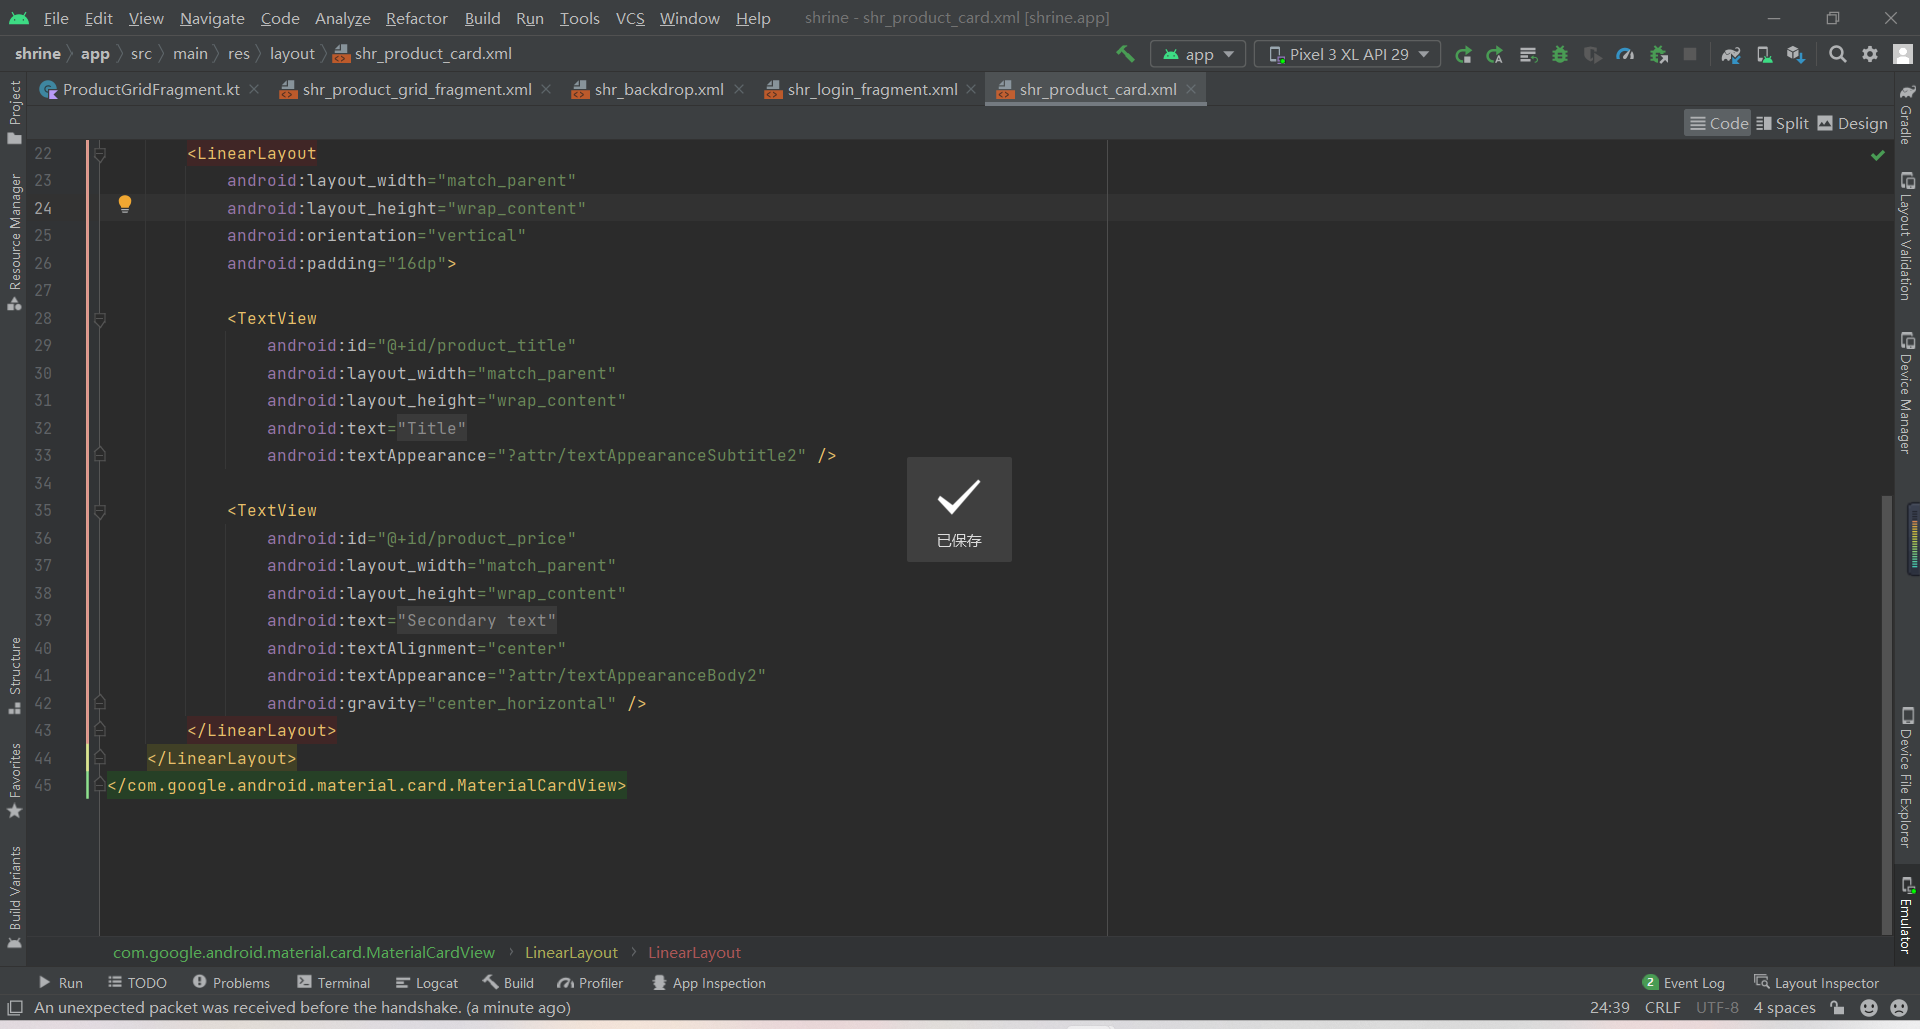 File Edit View Navigate Code Analyze Refactor Build Run Tools VCS Window Help shrine - shr_product_card.xml [shrine.app]
shrine app src main res layout shr_product_card.xml app Pixel 3 XL API 29
ProductGridFragment.kt shr_product_grid_fragment.xml shr_backdrop.xml shr_login_fragment.xml shr_product_card.xml
Code Split Design
Project
Resource Manager
Structure
Favorites
Build Variants
22 <LinearLayout
23 android:layout_width="match_parent"
24 android:layout_height="wrap_content"
25 android:orientation="vertical"
26 android:padding="16dp">
27
28 <TextView
29 android:id="@+id/product_title"
30 android:layout_width="match_parent"
31 android:layout_height="wrap_content"
32 android:text="Title"
33 android:textAppearance="?attr/textAppearanceSubtitle2" />
34
35 <TextView
36 android:id="@+id/product_price"
37 android:layout_width="match_parent"
38 android:layout_height="wrap_content"
39 android:text="Secondary text"
40 android:textAlignment="center"
41 android:textAppearance="?attr/textAppearanceBody2"
42 android:gravity="center_horizontal" />
43 </LinearLayout>
44 </LinearLayout>
45 </com.google.android.material.card.MaterialCardView>
已保存
Gradle
Layout Validation
Device Manager
Device File Explorer
Emulator
com.google.android.material.card.MaterialCardView LinearLayout LinearLayout
Run TODO Problems Terminal Logcat Build Profiler App Inspection 2 Event Log Layout Inspector
An unexpected packet was received before the handshake. (a minute ago) 24:39 CRLF UTF-8 4 spaces